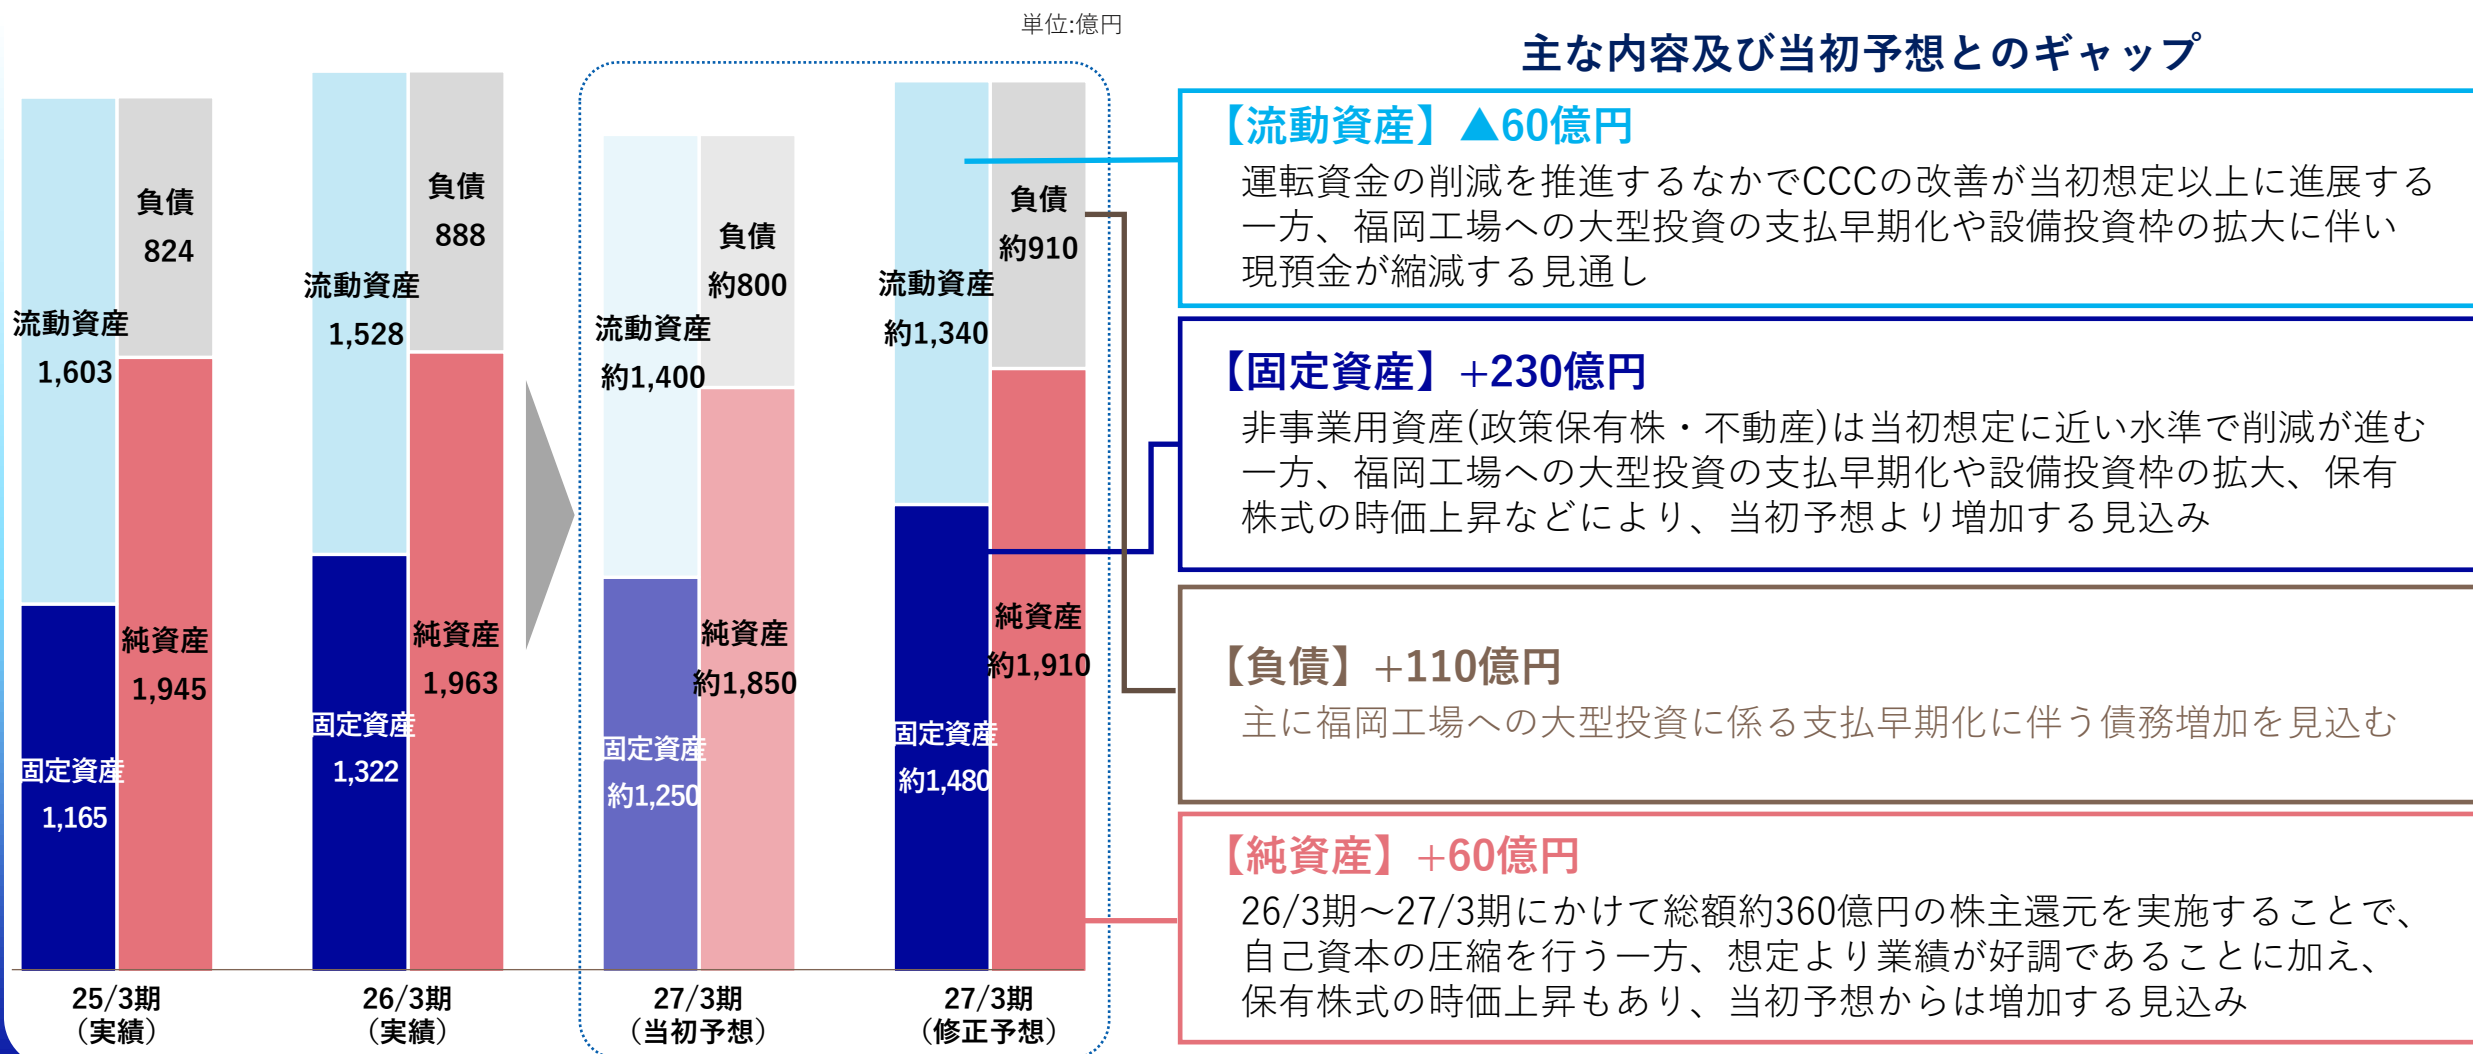 単位:億円
負債
824
流動資産
1,603
純資産
1,945
固定資産
1,165
25/3期
（実績）
負債
888
流動資産
1,528
純資産
1,963
固定資産
1,322
26/3期
（実績）
負債
約800
流動資産
約1,400
純資産
約1,850
固定資産
約1,250
27/3期
（当初予想）
負債
約910
流動資産
約1,340
純資産
約1,910
固定資産
約1,480
27/3期
（修正予想）
主な内容及び当初予想とのギャップ
【流動資産】▲60億円
運転資金の削減を推進するなかでCCCの改善が当初想定以上に進展する
一方、福岡工場への大型投資の支払早期化や設備投資枠の拡大に伴い
現預金が縮減する見通し
【固定資産】+230億円
非事業用資産(政策保有株・不動産)は当初想定に近い水準で削減が進む
一方、福岡工場への大型投資の支払早期化や設備投資枠の拡大、保有
株式の時価上昇などにより、当初予想より増加する見込み
【負債】+110億円
主に福岡工場への大型投資に係る支払早期化に伴う債務増加を見込む
【純資産】+60億円
26/3期～27/3期にかけて総額約360億円の株主還元を実施することで、
自己資本の圧縮を行う一方、想定より業績が好調であることに加え、
保有株式の時価上昇もあり、当初予想からは増加する見込み